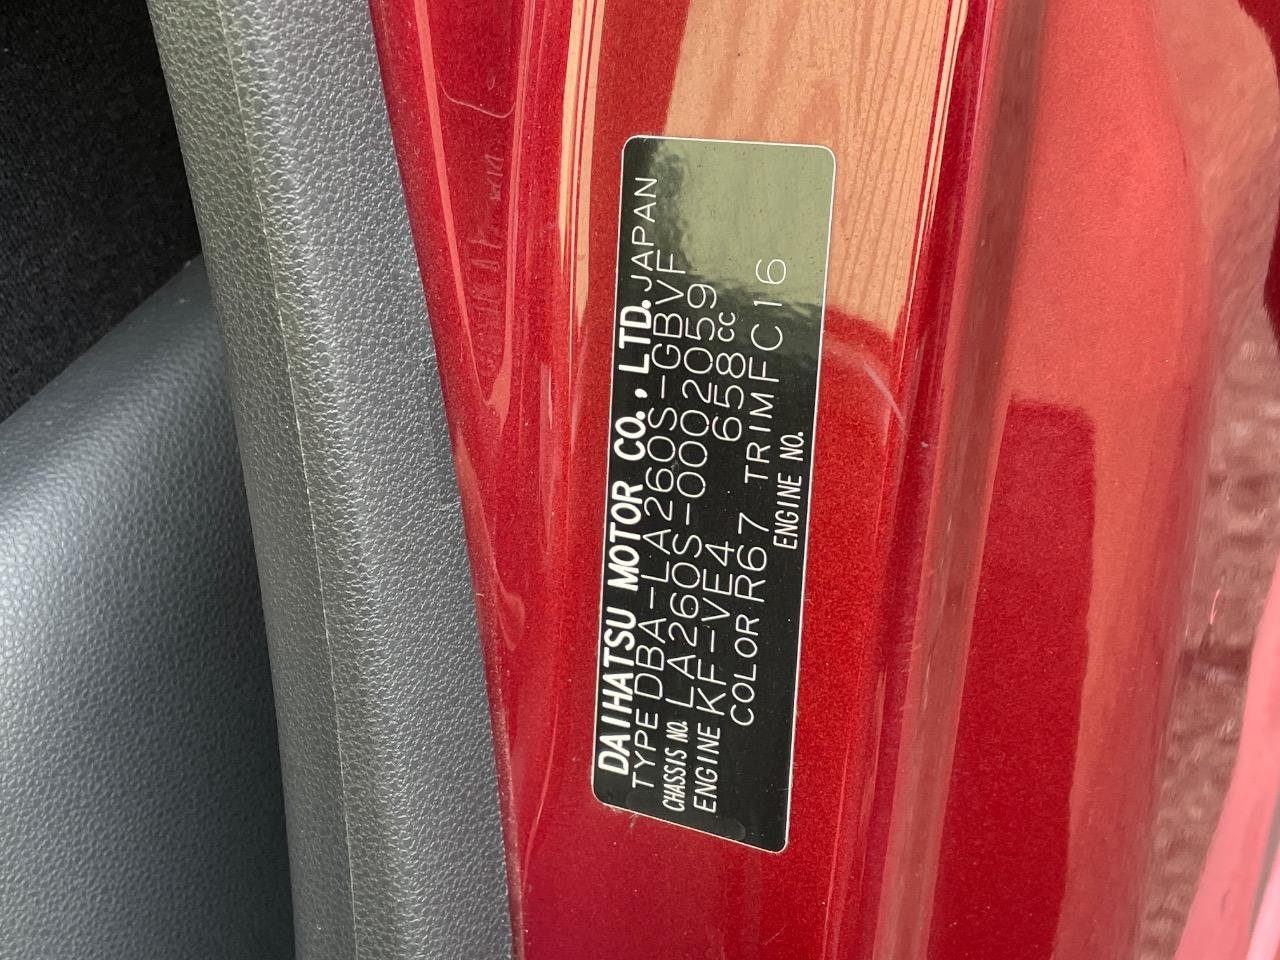 DAIHATSU MOTOR CO., LTD. JAPAN
TYPE DBA-LA260S-GBVF
CHASSIS NO. LA260S-0002059
ENGINE KF-VE4 658CC
COLOR R67 TRIM FC16
ENGINE NO.